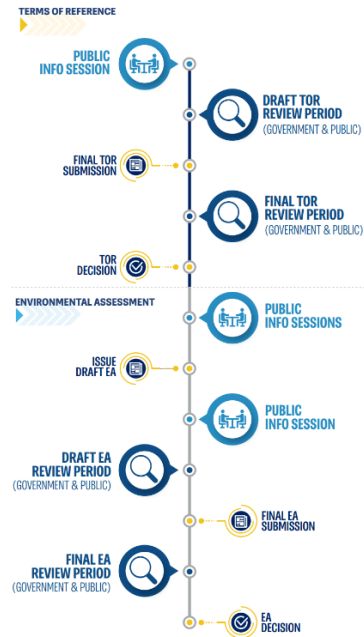 TERMS OF REFERENCE
PUBLIC
INFO SESSION
DRAFT TOR
REVIEW PERIOD
(GOVERNMENT & PUBLIC)
FINAL TOR
SUBMISSION
FINAL TOR
REVIEW PERIOD
(GOVERNMENT & PUBLIC)
TOR
DECISION
ENVIRONMENTAL ASSESSMENT
PUBLIC
INFO SESSIONS
ISSUE
DRAFT EA
PUBLIC
INFO SESSION
DRAFT EA
REVIEW PERIOD
(GOVERNMENT & PUBLIC)
FINAL EA
SUBMISSION
FINAL EA
REVIEW PERIOD
(GOVERNMENT & PUBLIC)
EA
DECISION